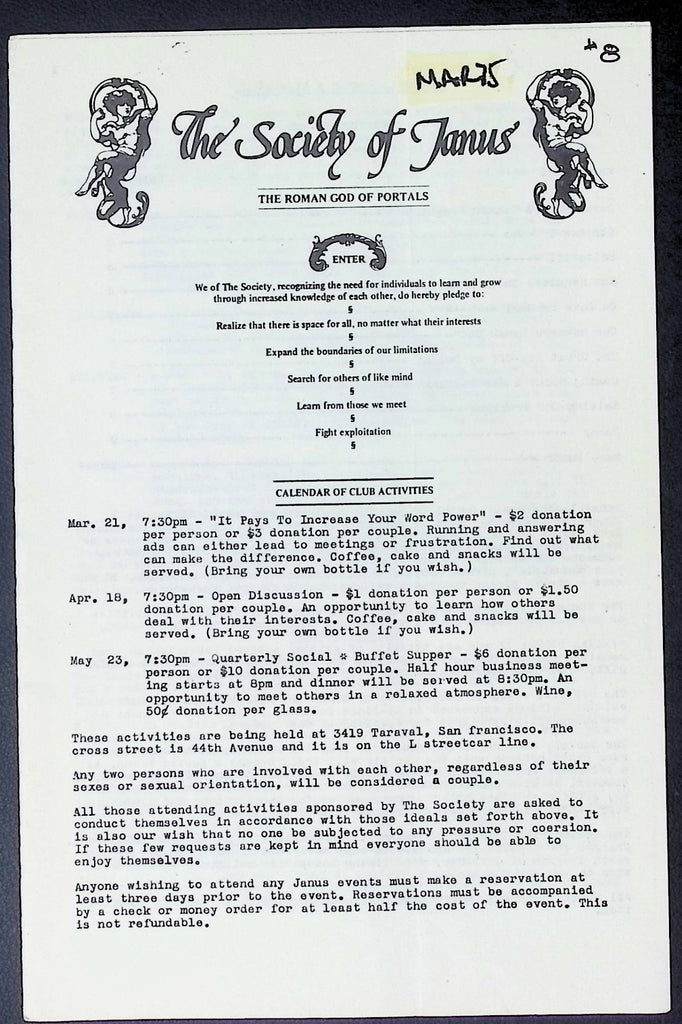 MAR75
+8
The Society of Janus
THE ROMAN GOD OF PORTALS
ENTER
We of The Society, recognizing the need for individuals to learn and grow
through increased knowledge of each other, do hereby pledge to:
§
Realize that there is space for all, no matter what their interests
§
Expand the boundaries of our limitations
§
Search for others of like mind
§
Learn from those we meet
§
Fight exploitation
§
CALENDAR OF CLUB ACTIVITIES
Mar. 21, 7:30pm - "It Pays To Increase Your Word Power" - $2 donation
per person or $3 donation per couple. Running and answering
ads can either lead to meetings or frustration. Find out what
can make the difference. Coffee, cake and snacks will be
served. (Bring your own bottle if you wish.)
Apr. 18, 7:30pm - Open Discussion - $1 donation per person or $1.50
donation per couple. An opportunity to learn how others
deal with their interests. Coffee, cake and snacks will be
served. (Bring your own bottle if you wish.)
May 23, 7:30pm - Quarterly Social * Buffet Supper - $6 donation per
person or $10 donation per couple. Half hour business meet-
ing starts at 8pm and dinner will be served at 8:30pm. An
opportunity to meet others in a relaxed atmosphere. Wine,
50¢ donation per glass.
These activities are being held at 3419 Taraval, San francisco. The
cross street is 44th Avenue and it is on the L streetcar line.
Any two persons who are involved with each other, regardless of their
sexes or sexual orientation, will be considered a couple.
All those attending activities sponsored by The Society are asked to
conduct themselves in accordance with those ideals set forth above. It
is also our wish that no one be subjected to any pressure or coersion.
If these few requests are kept in mind everyone should be able to
enjoy themselves.
Anyone wishing to attend any Janus events must make a reservation at
least three days prior to the event. Reservations must be accompanied
by a check or money order for at least half the cost of the event. This
is not refundable.